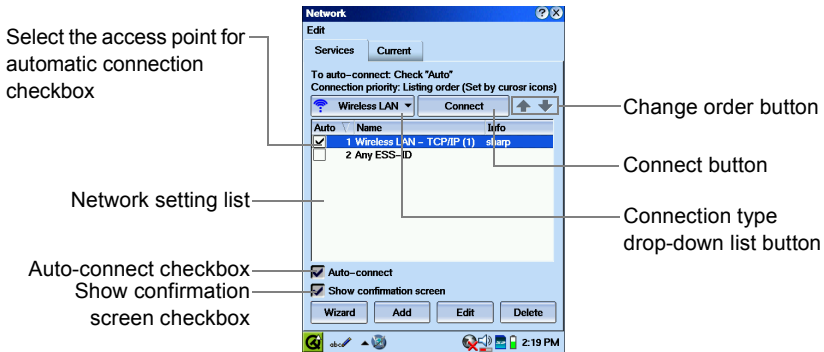 Network
Edit
Services Current
To auto-connect: Check "Auto"
Connection priority: Listing order (Set by curosr icons)
Wireless LAN Connect
Auto Name Info
1 Wireless LAN - TCP/IP (1) sharp
2 Any ESS-ID
Auto-connect
Show confirmation screen
Wizard Add Edit Delete
abc 2:19 PM
Select the access point for
automatic connection
checkbox
Network setting list
Auto-connect checkbox
Show confirmation
screen checkbox
Change order button
Connect button
Connection type
drop-down list button